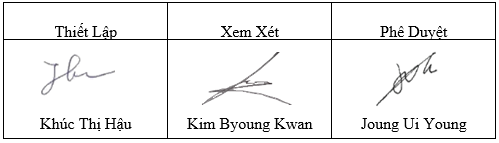 Thiết Lập Xem Xét Phê Duyệt
Khúc Thị Hậu Kim Byoung Kwan Joung Ui Young